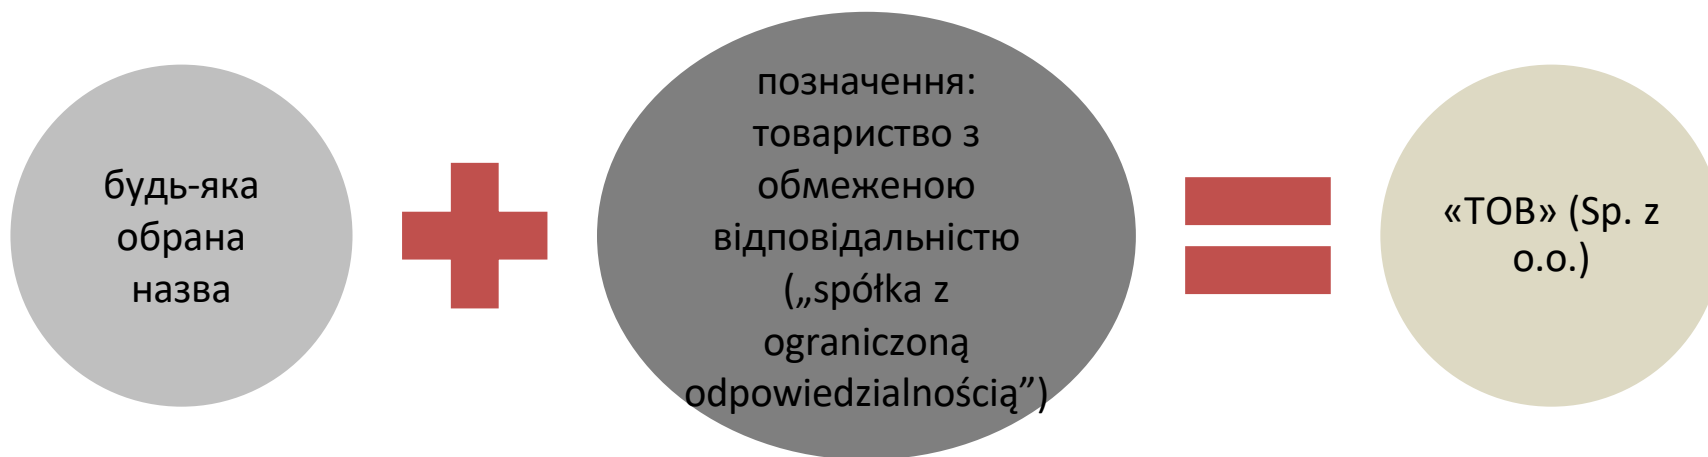 будь-яка
обрана
назва
позначення:
товариство з
обмеженою
відповідальністю
(„spółka z
ograniczoną
odpowiedzialnością”)
«ТОВ» (Sp. z
o.o.)